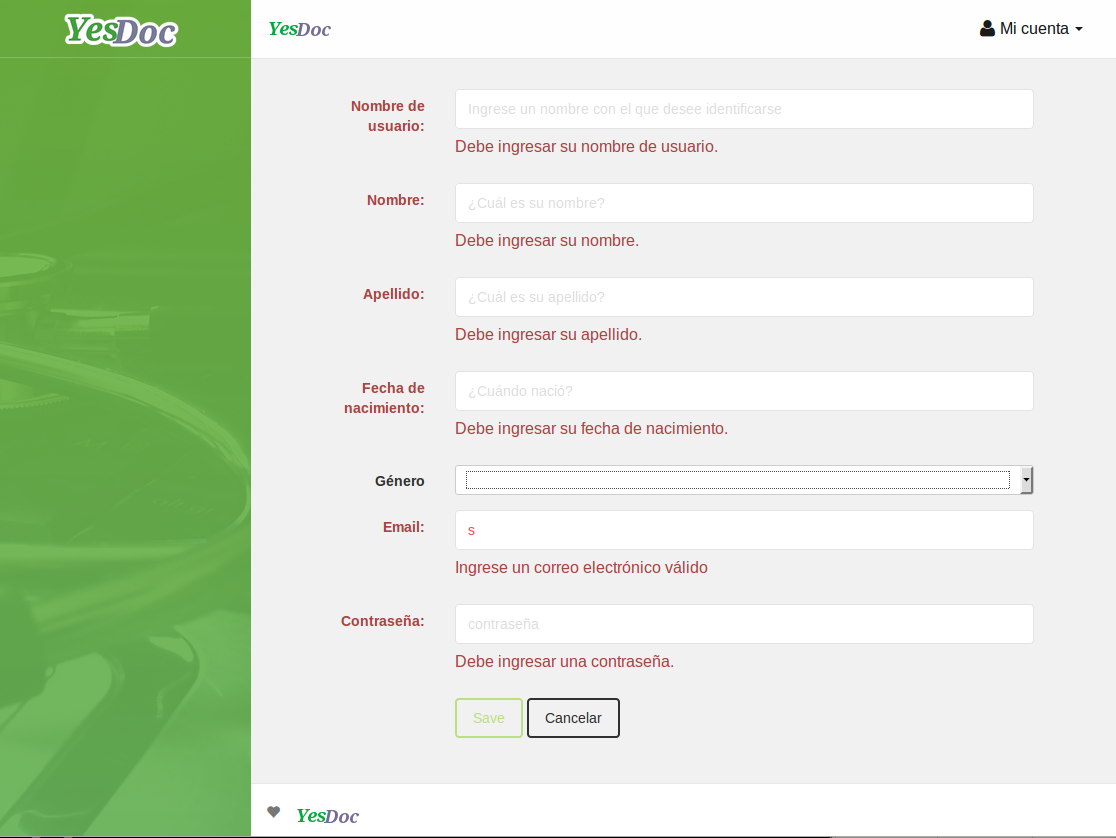 YesDoc
YesDoc
Mi cuenta
Nombre de
usuario:
Ingrese un nombre con el que desee identificarse
Debe ingresar su nombre de usuario.
Nombre:
¿Cuál es su nombre?
Debe ingresar su nombre.
Apellido:
¿Cuál es su apellido?
Debe ingresar su apellido.
Fecha de
nacimiento:
¿Cuándo nació?
Debe ingresar su fecha de nacimiento.
Género
Email:
s
Ingrese un correo electrónico válido
Contraseña:
contraseña
Debe ingresar una contraseña.
Save
Cancelar
YesDoc